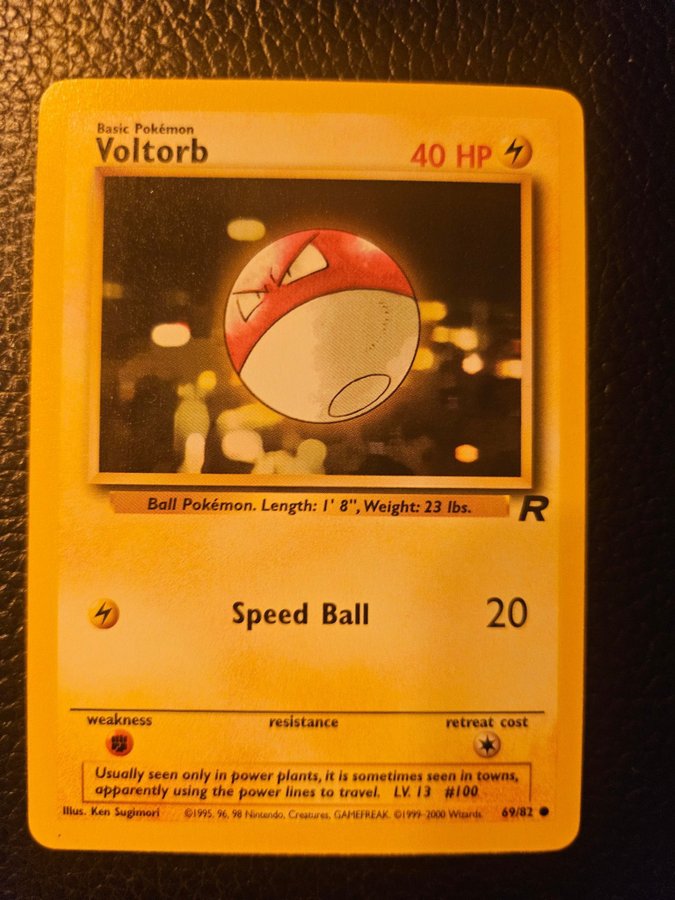 Basic Pokémon
Voltorb
40 HP
Ball Pokémon. Length: 1' 8", Weight: 23 lbs.
R
Speed Ball 20
weakness resistance retreat cost
Usually seen only in power plants, it is sometimes seen in towns,
apparently using the power lines to travel. LV. 13 #100
Illus. Ken Sugimori ©1995, 96, 98 Nintendo, Creatures, GAMEFREAK. ©1999-2000 Wizards. 69/82